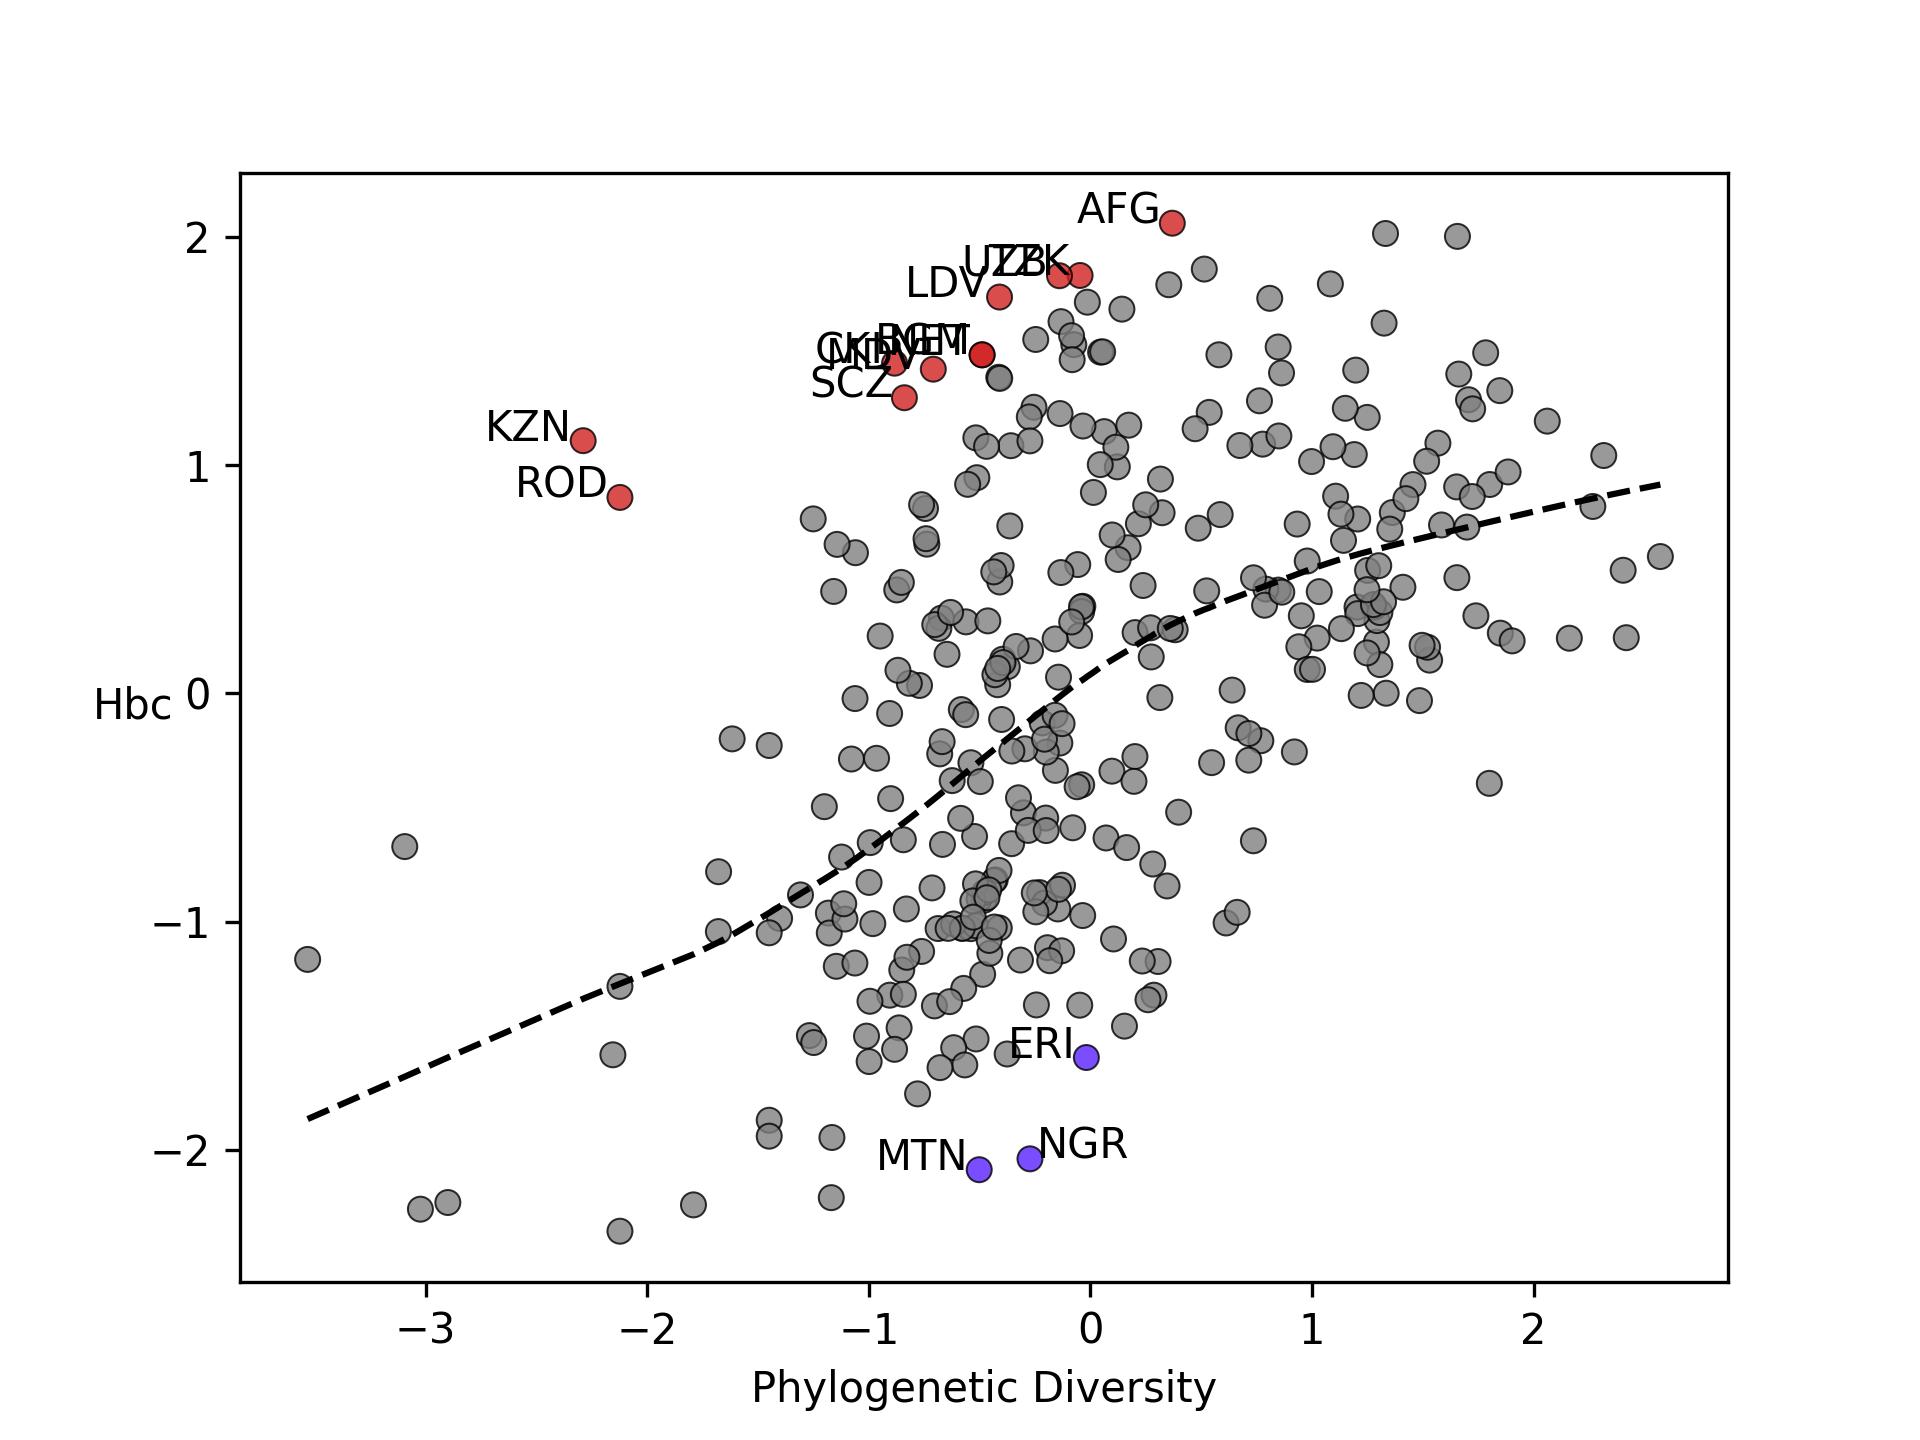 AFG
LDV
SCZ
KZN
ROD
ERI
MTN
NGR
2
1
0
−1
−2
Hbc
−3
−2
−1
0
1
2
Phylogenetic Diversity